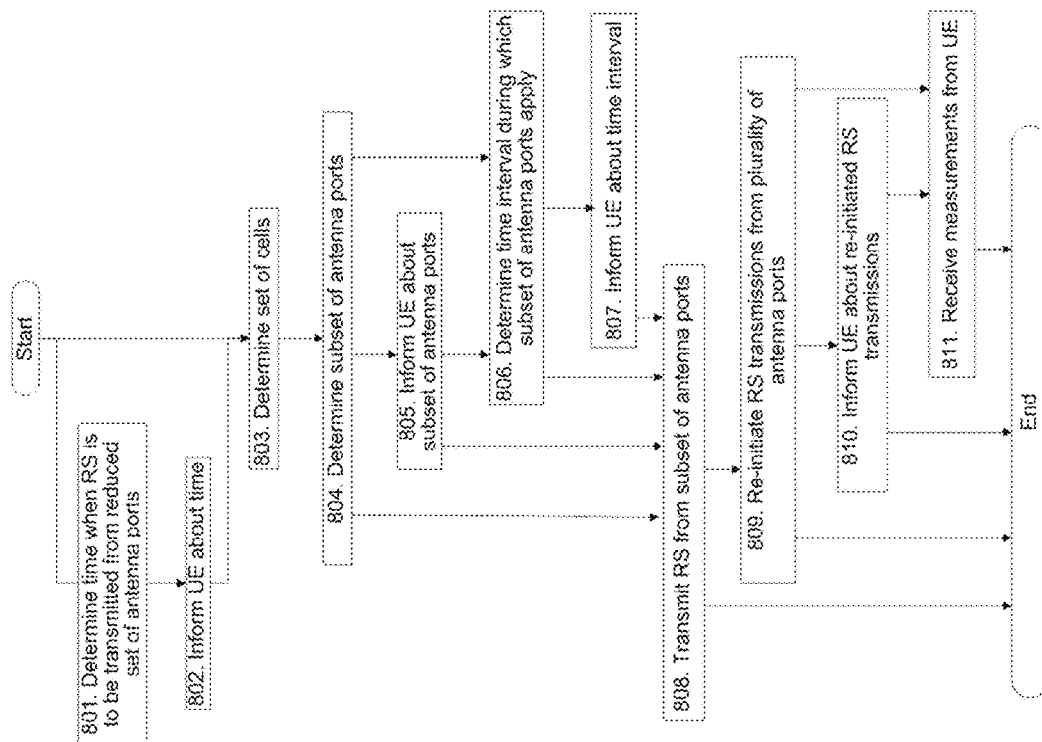 Start
801. Determine time when RS is
to be transmitted from reduced
set of antenna ports
802. Inform UE about time
803. Determine set of cells
804. Determine subset of antenna ports
805. Inform UE about
subset of antenna ports
806. Determine time interval during which
subset of antenna ports apply
807. Inform UE about time interval
808. Transmit RS from subset of antenna ports
809. Re-initiate RS transmissions from plurality of
antenna ports
810. Inform UE about re-initiated RS
transmissions
811. Receive measurements from UE
End